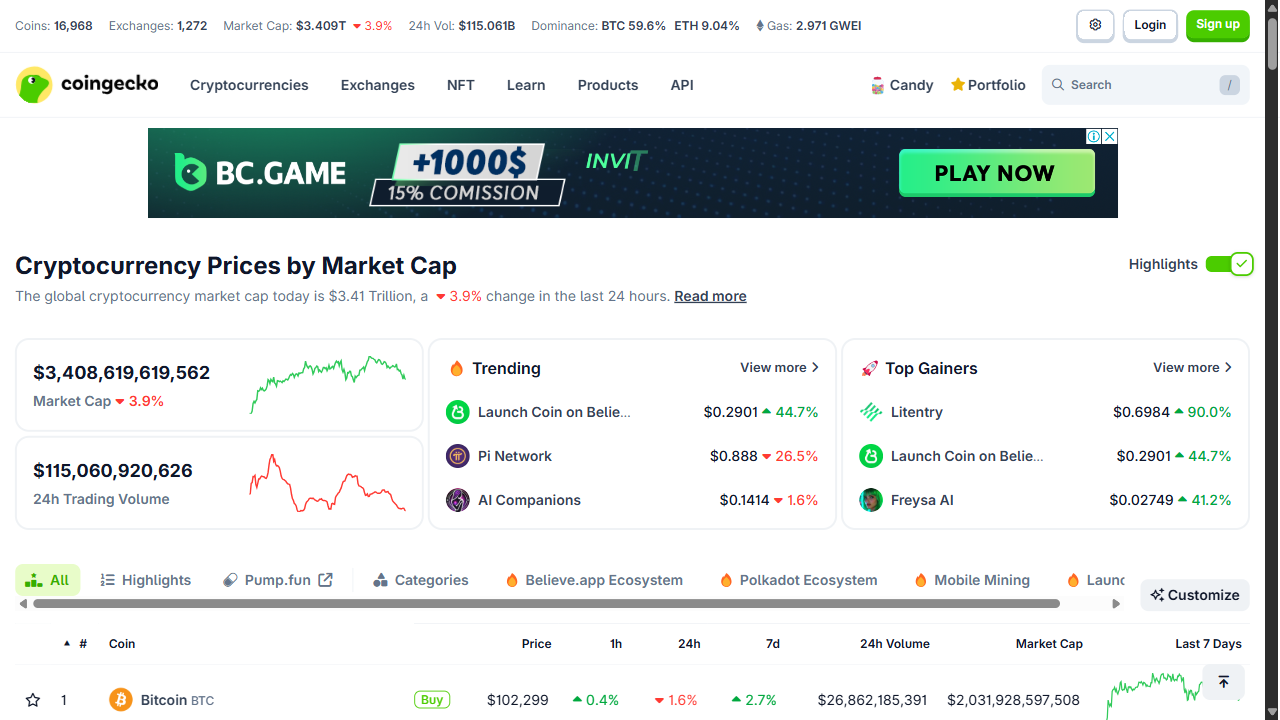 Coins: 16,968 Exchanges: 1,272 Market Cap: $3.409T 3.9% 24h Vol: $115.061B Dominance: BTC 59.6% ETH 9.04% Gas: 2.971 GWEI Login Sign up
coingecko Cryptocurrencies Exchanges NFT Learn Products API Candy Portfolio Search /
BC.GAME +1000$ 15% COMISSION INVIT PLAY NOW
Cryptocurrency Prices by Market Cap Highlights
The global cryptocurrency market cap today is $3.41 Trillion, a 3.9% change in the last 24 hours. Read more
$3,408,619,619,562
Market Cap 3.9%
$115,060,920,626
24h Trading Volume
Trending View more
Launch Coin on Belie... $0.2901 44.7%
Pi Network $0.888 26.5%
AI Companions $0.1414 1.6%
Top Gainers View more
Litentry $0.6984 90.0%
Launch Coin on Belie... $0.2901 44.7%
Freysa AI $0.02749 41.2%
All Highlights Pump.fun Categories Believe.app Ecosystem Polkadot Ecosystem Mobile Mining Launc
Customize
# Coin Price 1h 24h 7d 24h Volume Market Cap Last 7 Days
1 Bitcoin BTC Buy $102,299 0.4% 1.6% 2.7% $26,862,185,391 $2,031,928,597,508